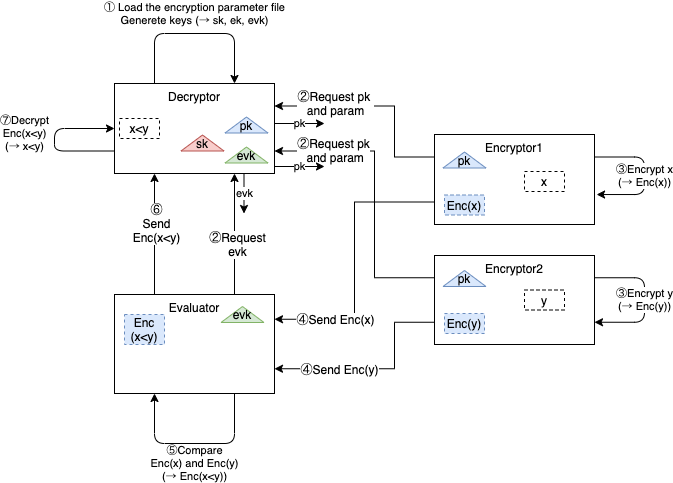 ① Load the encryption parameter file
Generete keys (→ sk, ek, evk)
Decryptor
x<y
sk
pk
evk
⑦Decrypt
Enc(x<y)
(→ x<y)
②Request pk
and param
pk
②Request pk
and param
pk
evk
Encryptor1
pk
x
Enc(x)
③Encrypt x
(→ Enc(x))
⑥
Send
Enc(x<y)
②Request
evk
Encryptor2
pk
y
Enc(y)
③Encrypt y
(→ Enc(y))
Evaluator
Enc
(x<y)
evk
④Send Enc(x)
④Send Enc(y)
⑤Compare
Enc(x) and Enc(y)
(→ Enc(x<y))